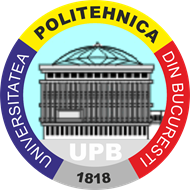 UNIVERSITATEA
POLITEHNICA
DIN BUCUREȘTI
UPB
1818